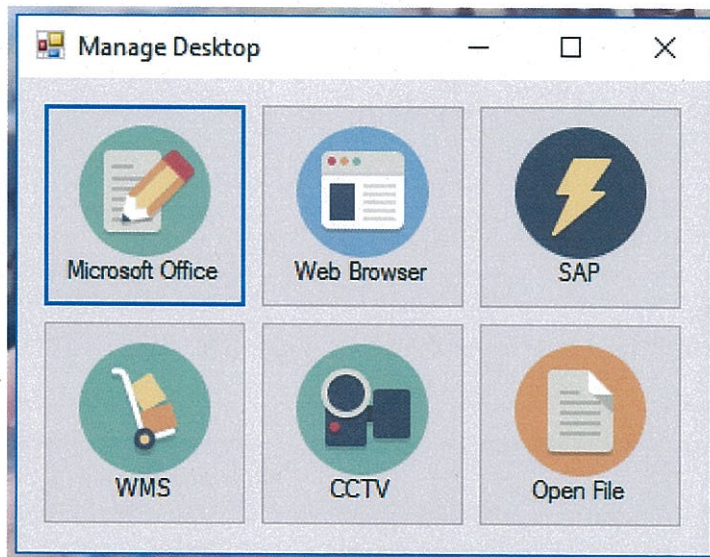 Manage Desktop
Microsoft Office
Web Browser
SAP
WMS
CCTV
Open File